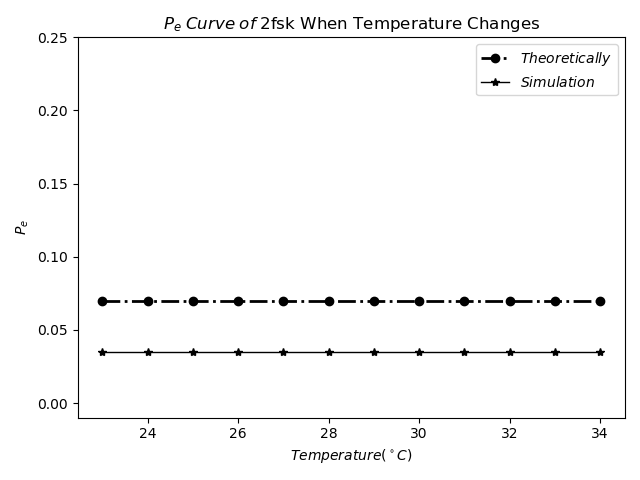 Pe Curve of 2fsk When Temperature Changes
Theoretically
Simulation
0.25
0.20
0.15
0.10
0.05
0.00
Pe
24 26 28 30 32 34
Temperature(°C)